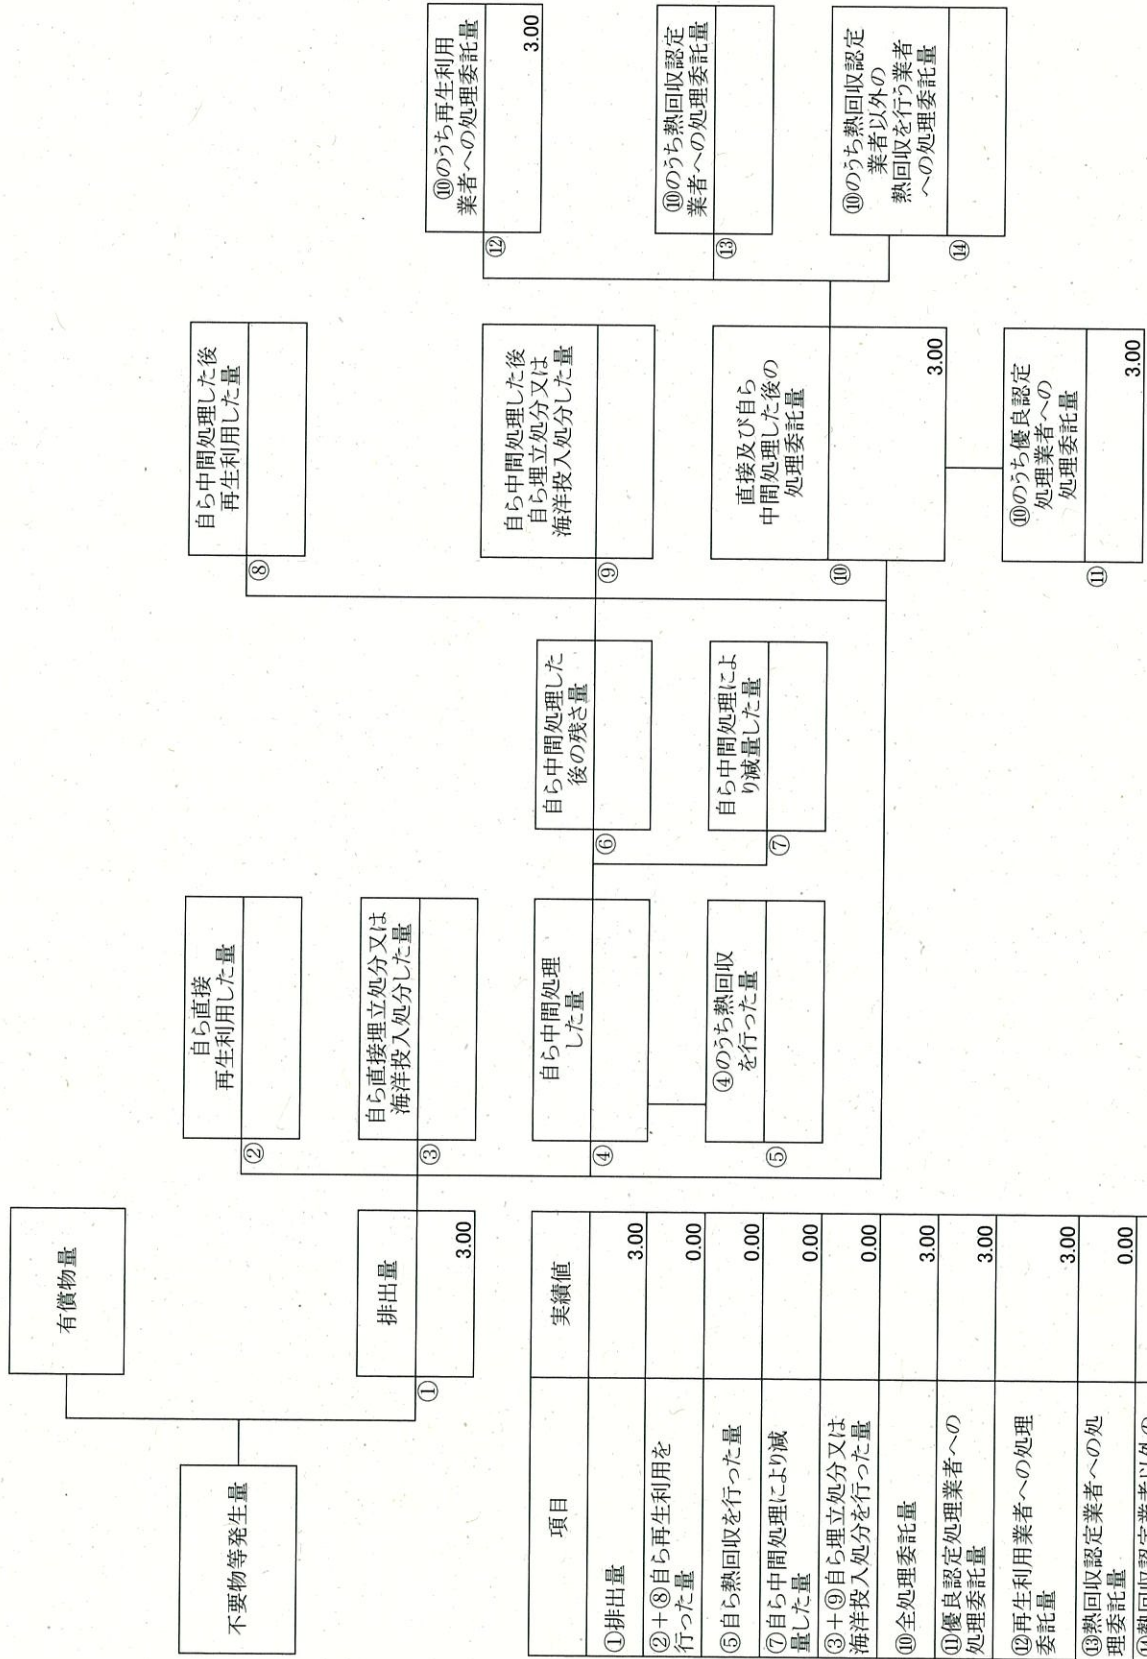 有償物量
不要物等発生量
排出量
①
3.00
自ら直接
再生利用した量
②
自ら直接埋立処分又は
海洋投入処分した量
③
自ら中間処理
した量
④
④のうち熱回収
を行った量
⑤
自ら中間処理した
後の残さ量
⑥
自ら中間処理によ
り減量した量
⑦
自ら中間処理した後
再生利用した量
⑧
自ら中間処理した後
自ら埋立処分又は
海洋投入処分した量
⑨
直接及び自ら
中間処理した後の
処理委託量
⑩
3.00
⑩のうち優良認定
処理業者への
処理委託量
⑪
3.00
⑩のうち再生利用
業者への処理委託量
⑫
3.00
⑩のうち熱回収認定
業者への処理委託量
⑬
⑩のうち熱回収認定
業者以外の
熱回収を行う業者
への処理委託量
⑭
項目
実績値
①排出量
3.00
②+⑧自ら再生利用を
行った量
0.00
⑤自ら熱回収を行った量
0.00
⑦自ら中間処理により減
量した量
0.00
③+⑨自ら埋立処分又は
海洋投入処分を行った量
0.00
⑩全処理委託量
3.00
⑪優良認定処理業者への
処理委託量
3.00
⑫再生利用業者への処理
委託量
3.00
⑬熱回収認定業者への処
理委託量
0.00
⑭熱回収認定業者以外の